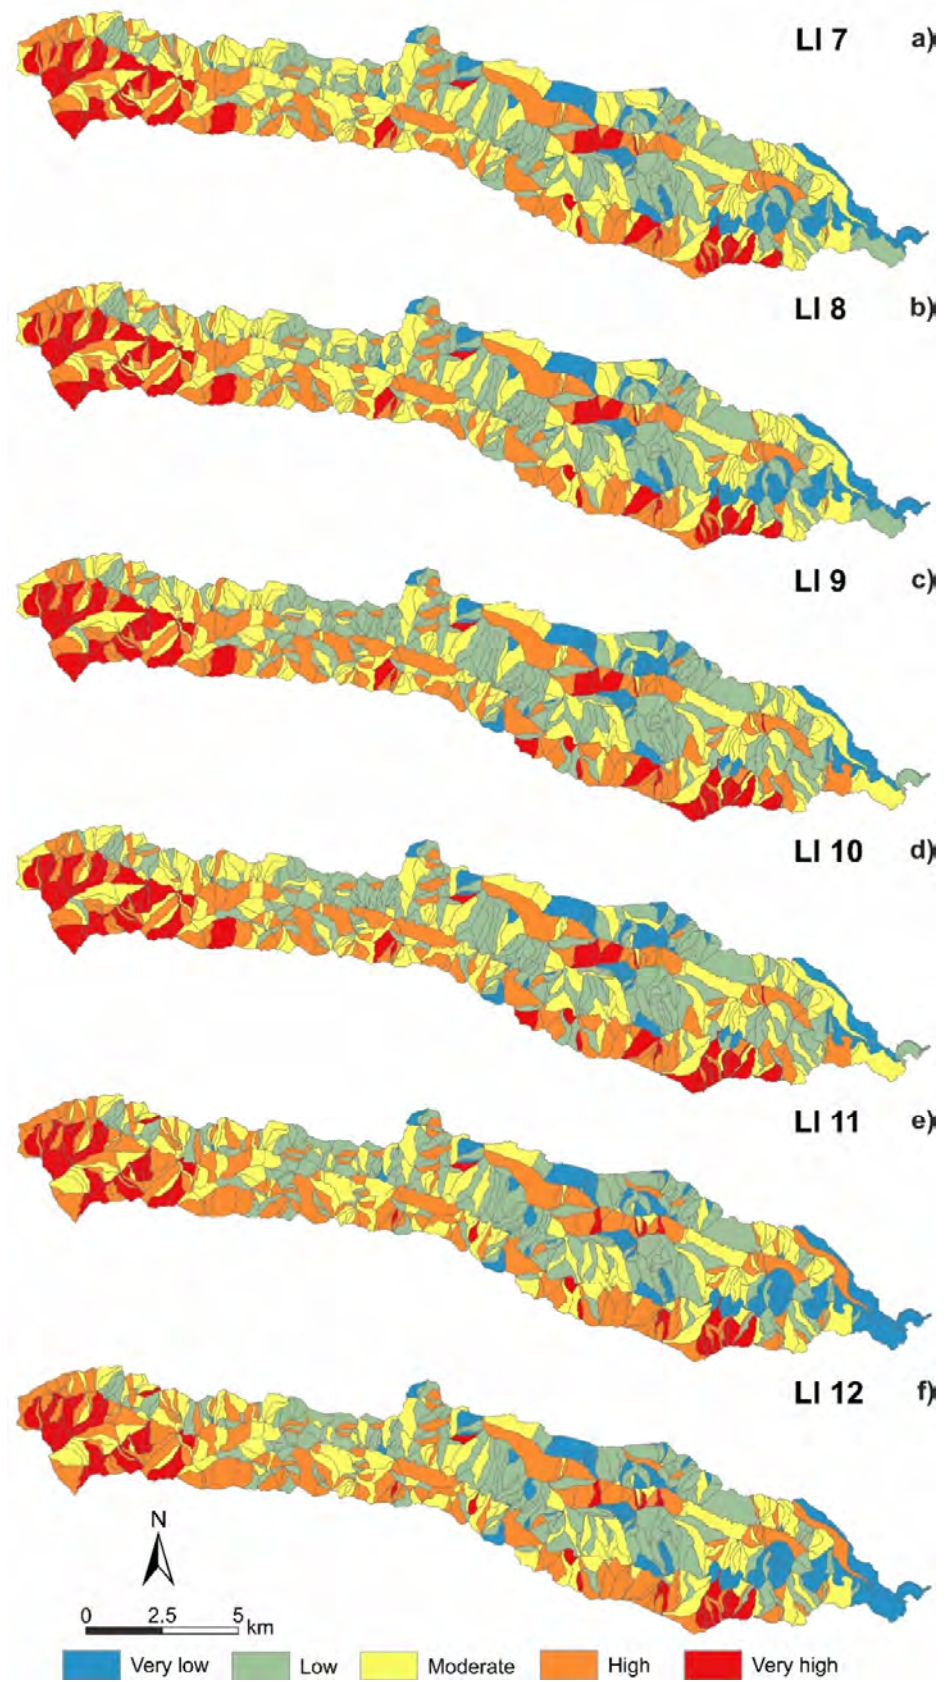 LI 7 a)
LI 8 b)
LI 9 c)
LI 10 d)
LI 11 e)
LI 12 f)
N
0 2.5 5
km
Very low Low Moderate High Very high